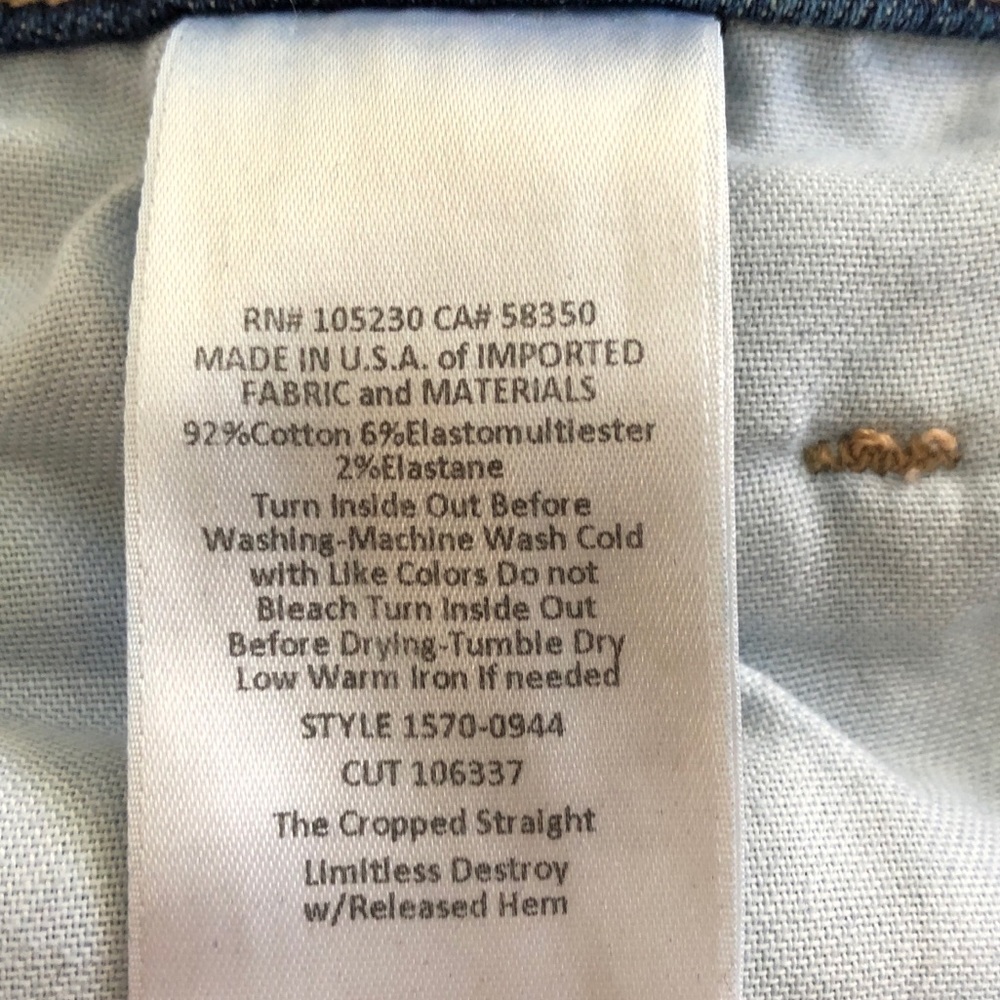 RN# 105230 CA# 58350
MADE IN U.S.A. of IMPORTED
FABRIC and MATERIALS
92%Cotton 6%Elastomultiester
2%Elastane
Turn Inside Out Before
Washing-Machine Wash Cold
with Like Colors Do not
Bleach Turn Inside Out
Before Drying-Tumble Dry
Low Warm Iron If needed
STYLE 1570-0944
CUT 106337
The Cropped Straight
Limitless Destroy
w/Released Hem